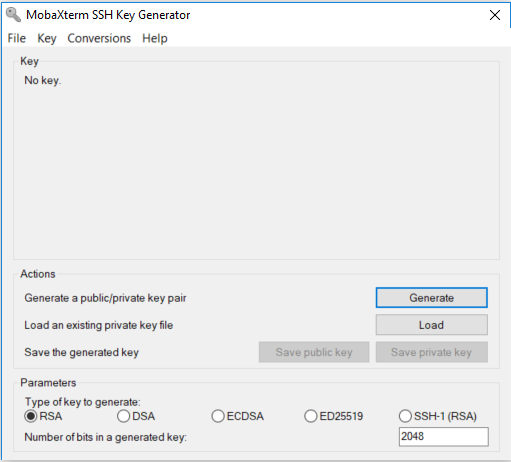 MobaXterm SSH Key Generator
File Key Conversions Help
Key
No key.
Actions
Generate a public/private key pair Generate
Load an existing private key file Load
Save the generated key Save public key Save private key
Parameters
Type of key to generate:
RSA DSA ECDSA ED25519 SSH-1 (RSA)
Number of bits in a generated key: 2048